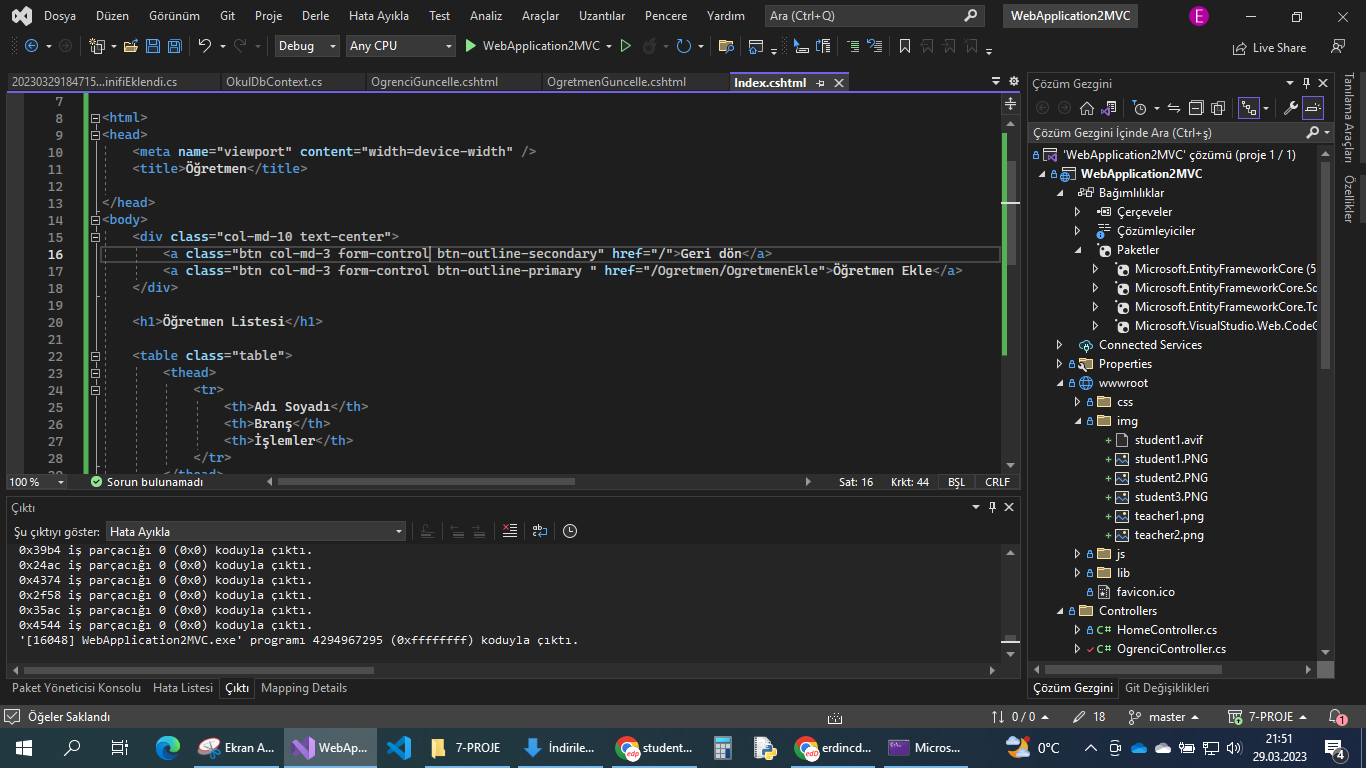 Dosya Düzen Görünüm Git Proje Derle Hata Ayıkla Test Analiz Araçlar Uzantılar Pencere Yardım Ara (Ctrl+Q) WebApplication2MVC E
Debug Any CPU WebApplication2MVC Live Share
20230329184715...inifiEklendi.cs OkulDbContext.cs OgrenciGuncelle.cshtml OgretmenGuncelle.cshtml Index.cshtml
7
8 <html>
9 <head>
10 <meta name="viewport" content="width=device-width" />
11 <title>Öğretmen</title>
12
13 </head>
14 <body>
15 <div class="col-md-10 text-center">
16 <a class="btn col-md-3 form-control btn-outline-secondary" href="/">Geri dön</a>
17 <a class="btn col-md-3 form-control btn-outline-primary " href="/Ogretmen/OgretmenEkle">Öğretmen Ekle</a>
18 </div>
19
20 <h1>Öğretmen Listesi</h1>
21
22 <table class="table">
23 <thead>
24 <tr>
25 <th>Adı Soyadı</th>
26 <th>Branş</th>
27 <th>İşlemler</th>
28 </tr>
100 % Sorun bulunamadı Sat: 16 Krkt: 44 BŞL CRLF
Çıktı
Şu çıktıyı göster: Hata Ayıkla
0x39b4 iş parçacığı 0 (0x0) koduyla çıktı.
0x24ac iş parçacığı 0 (0x0) koduyla çıktı.
0x4374 iş parçacığı 0 (0x0) koduyla çıktı.
0x2f58 iş parçacığı 0 (0x0) koduyla çıktı.
0x35ac iş parçacığı 0 (0x0) koduyla çıktı.
0x4544 iş parçacığı 0 (0x0) koduyla çıktı.
'[16048] WebApplication2MVC.exe' programı 4294967295 (0xffffffff) koduyla çıktı.
Paket Yöneticisi Konsolu Hata Listesi Çıktı Mapping Details
Çözüm Gezgini
Çözüm Gezgini İçinde Ara (Ctrl+ş)
'WebApplication2MVC' çözümü (proje 1 / 1)
WebApplication2MVC
Bağımlılıklar
Çerçeveler
Çözümleyiciler
Paketler
Microsoft.EntityFrameworkCore (5
Microsoft.EntityFrameworkCore.Sq
Microsoft.EntityFrameworkCore.To
Microsoft.VisualStudio.Web.CodeG
Connected Services
Properties
wwwroot
css
img
student1.avif
student1.PNG
student2.PNG
student3.PNG
teacher1.png
teacher2.png
js
lib
favicon.ico
Controllers
C# HomeController.cs
C# OgrenciController.cs
Çözüm Gezgini Git Değişiklikleri
Tanılama Araçları
Özellikler
Öğeler Saklandı 0 / 0 18 master 7-PROJE 1
Ekran A... WebAp... 7-PROJE İndirile... edp student... edD erdincd... Micros... 0°C 21:51
29.03.2023 4